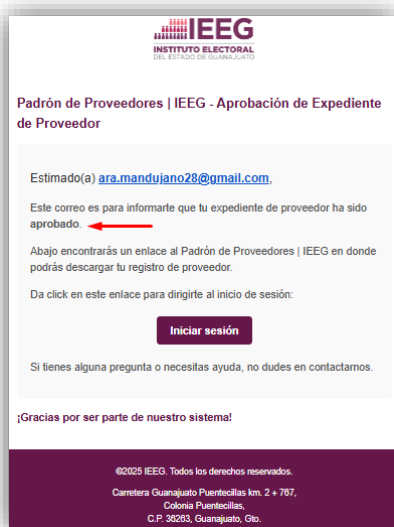 IEEG
INSTITUTO ELECTORAL
DEL ESTADO DE GUANAJUATO
Padrón de Proveedores | IEEG - Aprobación de Expediente
de Proveedor
Estimado(a) ara.mandujano28@gmail.com,
Este correo es para informarte que tu expediente de proveedor ha sido
aprobado.
Abajo encontrarás un enlace al Padrón de Proveedores | IEEG en donde
podrás descargar tu registro de proveedor.
Da click en este enlace para dirigirte al inicio de sesión:
Iniciar sesión
Si tienes alguna pregunta o necesitas ayuda, no dudes en contactarnos.
¡Gracias por ser parte de nuestro sistema!
©2025 IEEG. Todos los derechos reservados.
Carretera Guanajuato Puentecillas km. 2 + 767,
Colonia Puentecillas,
C.P. 36263, Guanajuato, Gto.